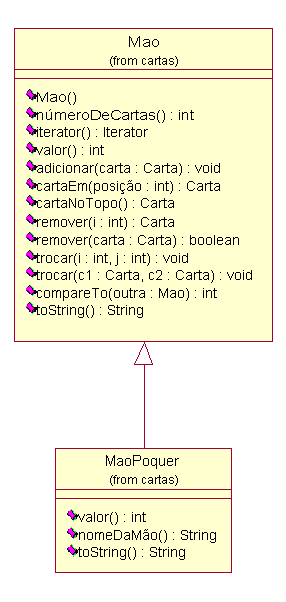 Mao
(from cartas)
Mao()
númeroDeCartas() : int
iterator() : Iterator
valor() : int
adicionar(carta : Carta) : void
cartaEm(posição : int) : Carta
cartaNoTopo() : Carta
remover(i : int) : Carta
remover(carta : Carta) : boolean
trocar(i : int, j : int) : void
trocar(c1 : Carta, c2 : Carta) : void
compareTo(outra : Mao) : int
toString() : String
MaoPoquer
(from cartas)
valor() : int
nomeDaMão() : String
toString() : String